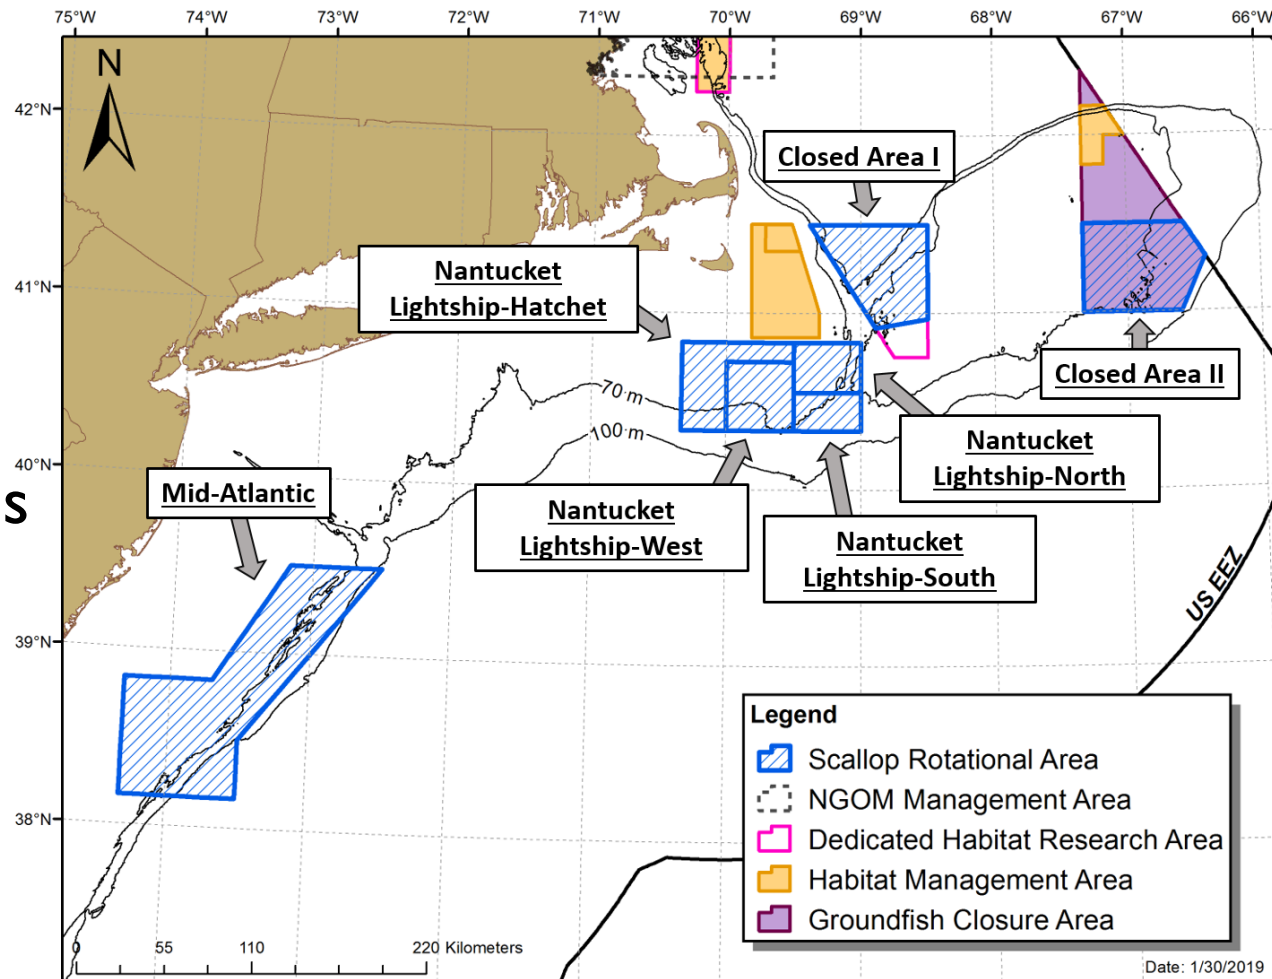 75°W 74°W 73°W 72°W 71°W 70°W 69°W 68°W 67°W 66°W
N
42°N
41°N
40°N
39°N
38°N
S
Closed Area I
Nantucket
Lightship-Hatchet
Closed Area II
70 m
100 m
Nantucket
Lightship-North
Mid-Atlantic
Nantucket
Lightship-West
Nantucket
Lightship-South
US EEZ
Legend
Scallop Rotational Area
NGOM Management Area
Dedicated Habitat Research Area
Habitat Management Area
Groundfish Closure Area
0 55 110 220 Kilometers
Date: 1/30/2019